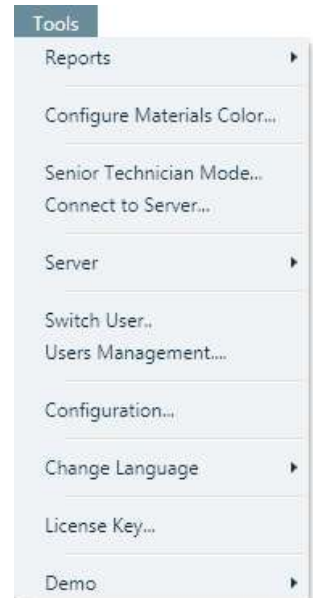 Tools
Reports
Configure Materials Color...
Senior Technician Mode...
Connect to Server...
Server
Switch User..
Users Management....
Configuration...
Change Language
License Key...
Demo